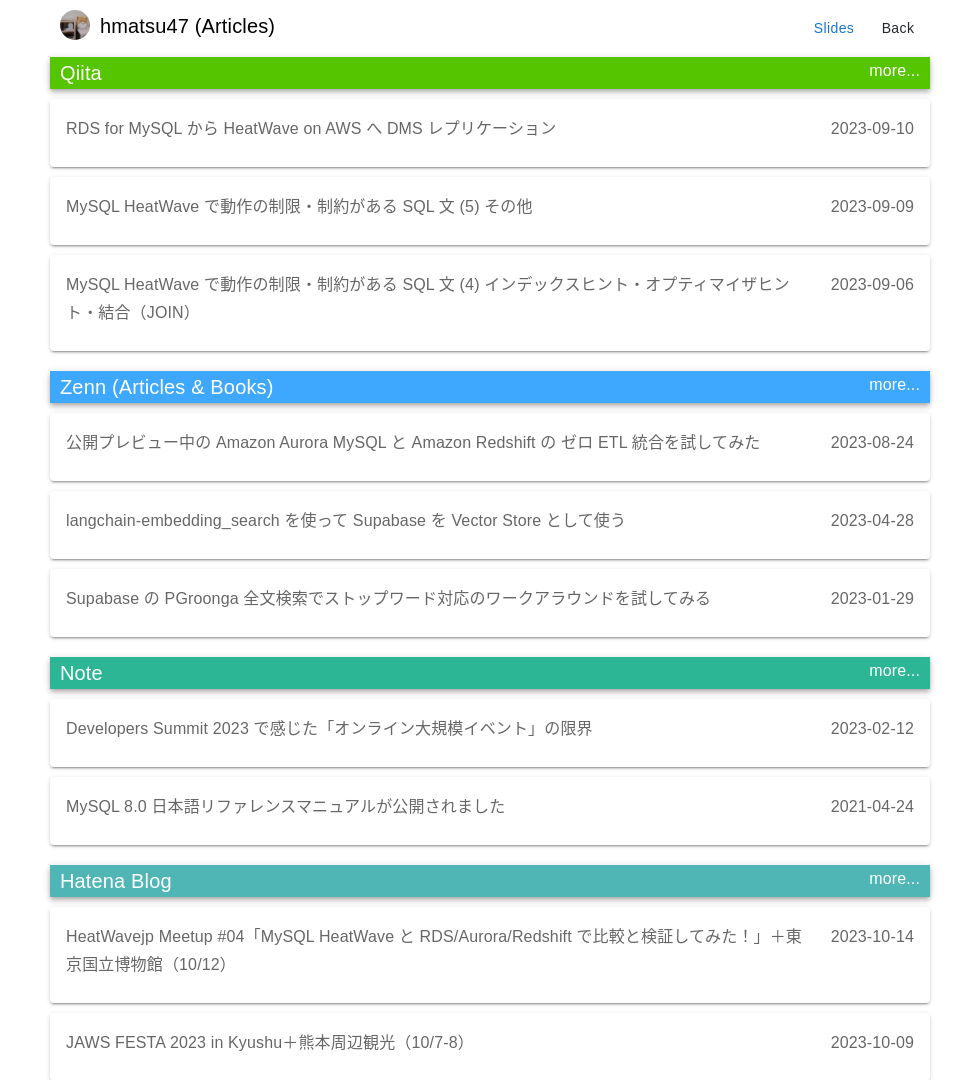 hmatsu47 (Articles)
Slides
Back
Qiita
more...
RDS for MySQL から HeatWave on AWS へ DMS レプリケーション
2023-09-10
MySQL HeatWave で動作の制限・制約がある SQL 文 (5) その他
2023-09-09
MySQL HeatWave で動作の制限・制約がある SQL 文 (4) インデックスヒント・オプティマイザヒン
2023-09-06
ト・結合（JOIN）
Zenn (Articles & Books)
more...
公開プレビュー中の Amazon Aurora MySQL と Amazon Redshift の ゼロ ETL 統合を試してみた
2023-08-24
langchain-embedding_search を使って Supabase を Vector Store として使う
2023-04-28
Supabase の PGroonga 全文検索でストップワード対応のワークアラウンドを試してみる
2023-01-29
Note
more...
Developers Summit 2023 で感じた「オンライン大規模イベント」の限界
2023-02-12
MySQL 8.0 日本語リファレンスマニュアルが公開されました
2021-04-24
Hatena Blog
more...
HeatWavejp Meetup #04「MySQL HeatWave と RDS/Aurora/Redshift で比較と検証してみた！」＋東
2023-10-14
京国立博物館（10/12）
JAWS FESTA 2023 in Kyushu＋熊本周辺観光（10/7-8）
2023-10-09